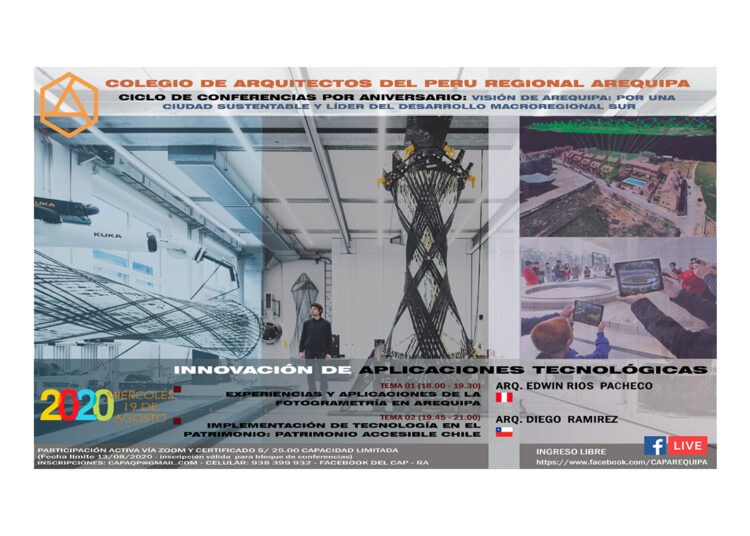 COLEGIO DE ARQUITECTOS DEL PERU REGIONAL AREQUIPA
CICLO DE CONFERENCIAS POR ANIVERSARIO: VISIÓN DE AREQUIPA: POR UNA
CIUDAD SUSTENTABLE Y LÍDER DEL DESARROLLO MACROREGIONAL SUR
KUKA
KUKA
INNOVACIÓN DE APLICACIONES TECNOLÓGICAS
2020
MIERCOLES
19 DE
AGOSTO
TEMA 01 (18.00 - 19.30)
EXPERIENCIAS Y APLICACIONES DE LA
FOTOGRAMETRÍA EN AREQUIPA
ARQ. EDWIN RIOS PACHECO
TEMA 02 (19.45 - 21.00)
IMPLEMENTACIÓN DE TECNOLOGÍA EN EL
PATRIMONIO: PATRIMONIO ACCESIBLE CHILE
ARQ. DIEGO RAMIREZ
PARTICIPACIÓN ACTIVA VÍA ZOOM Y CERTIFICADO S/ 25.00 CAPACIDAD LIMITADA
(Fecha limite 13/08/2020 - inscripción válida para bloque de conferencias)
INSCRIPCIONES: CAPAQP@GMAIL.COM - CELULAR: 938 399 932 - FACEBOOK DEL CAP - RA
INGRESO LIBRE
f LIVE
https://www.facebook.com/CAPAREQUIPA